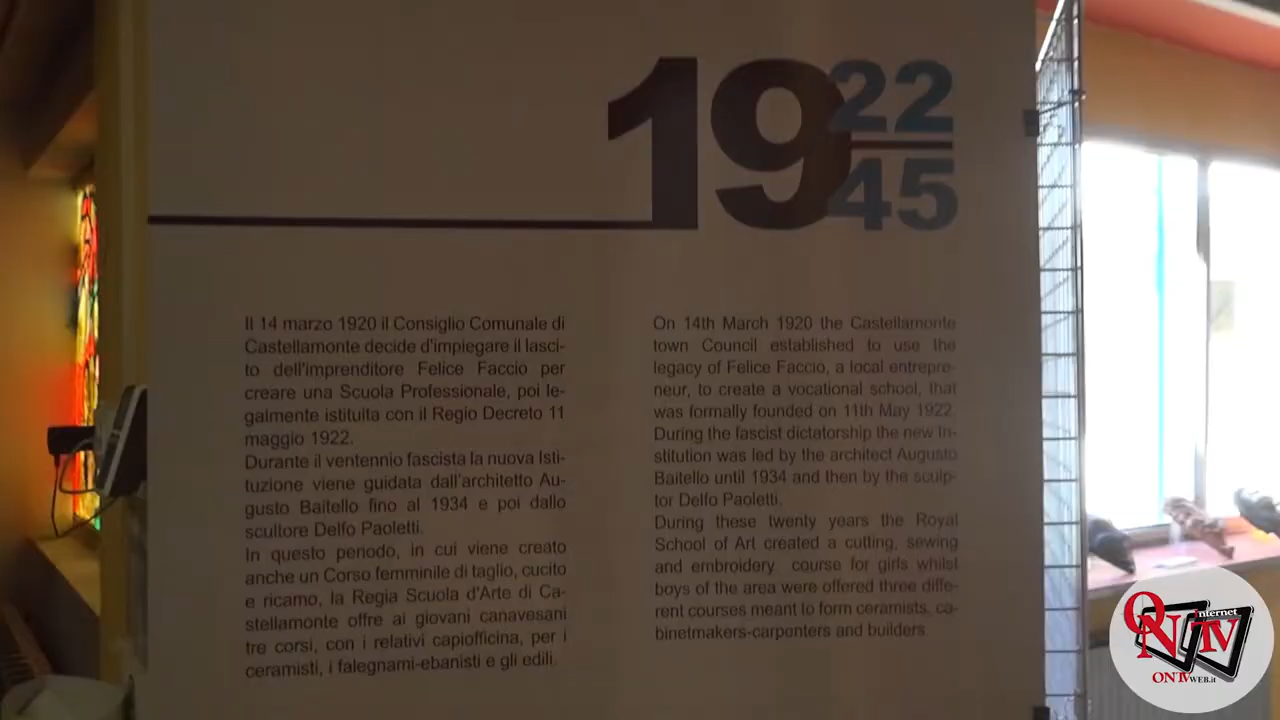 1922
45
Il 14 marzo 1920 il Consiglio Comunale di
Castellamonte decide d'impiegare il lasci-
to dell'imprenditore Felice Faccio per
creare una Scuola Professionale, poi le-
galmente istituita con il Regio Decreto 11
maggio 1922.
Durante il ventennio fascista la nuova Isti-
tuzione viene guidata dall'architetto Au-
gusto Baitello fino al 1934 e poi dallo
scultore Delfo Paoletti.
In questo periodo, in cui viene creato
anche un Corso femminile di taglio, cucito
e ricamo, la Regia Scuola d'Arte di Ca-
stellamonte offre ai giovani canavesani
tre corsi, con i relativi capiofficina, per i
ceramisti, i falegnami-ebanisti e gli edili.
On 14th March 1920 the Castellamonte
town Council established to use the
legacy of Felice Faccio, a local entrepre-
neur, to create a vocational school, that
was formally founded on 11th May 1922.
During the fascist dictatorship the new In-
stitution was led by the architect Augusto
Baitello until 1934 and then by the sculp-
tor Delfo Paoletti.
During these twenty years the Royal
School of Art created a cutting, sewing
and embroidery course for girls whilst
boys of the area were offered three diffe-
rent courses meant to form ceramists, ca-
binetmakers-carpenters and builders
ON internet TV
ONTVWEB.it